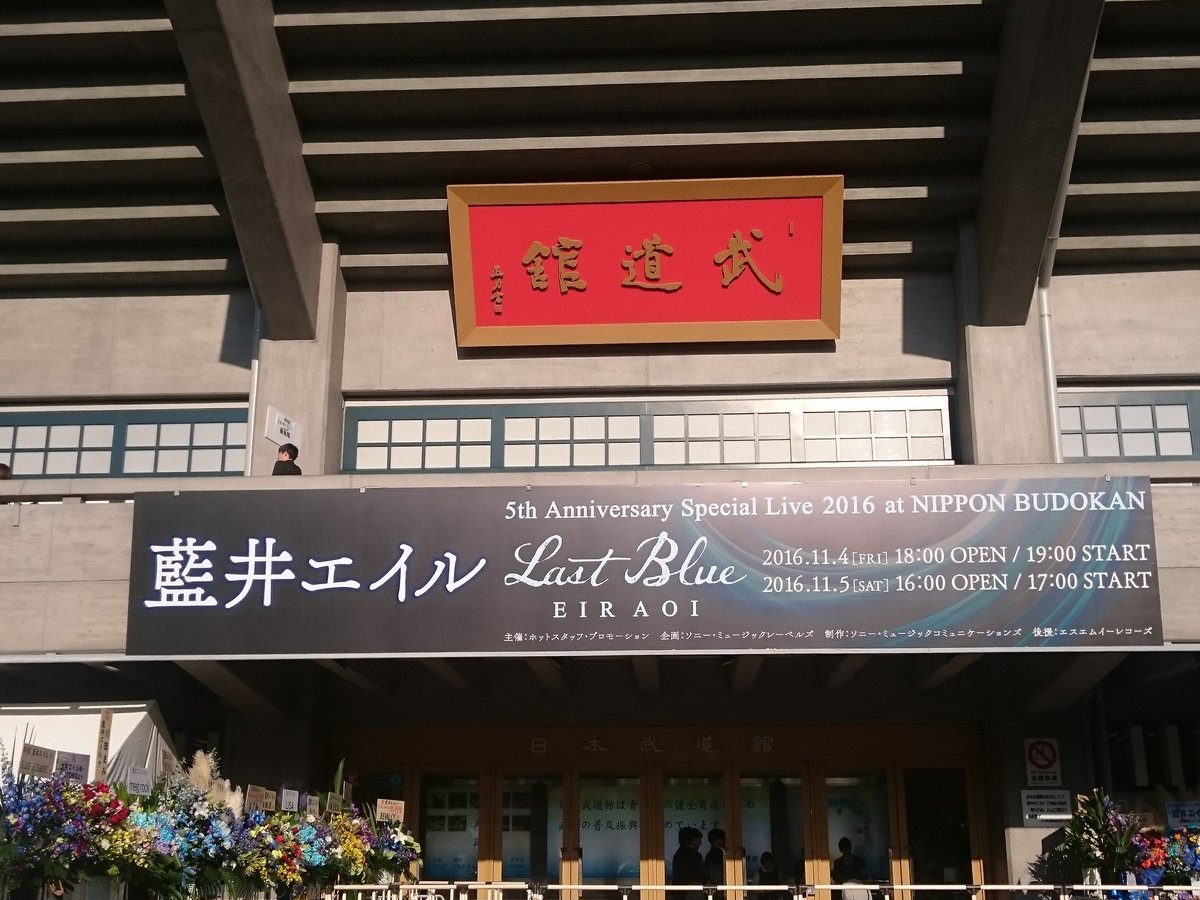 武道館
5th Anniversary Special Live 2016 at NIPPON BUDOKAN
藍井エイル
Last Blue
EIR AOI
2016.11.4[FRI] 18:00 OPEN / 19:00 START
2016.11.5[SAT] 16:00 OPEN / 17:00 START
主催:ホットスタッフ・プロモーション 企画:ソニー・ミュージックレーベルズ 制作:ソニー・ミュージックコミュニケーションズ 後援:エスエムイーレコーズ
日本武道館
LiSA